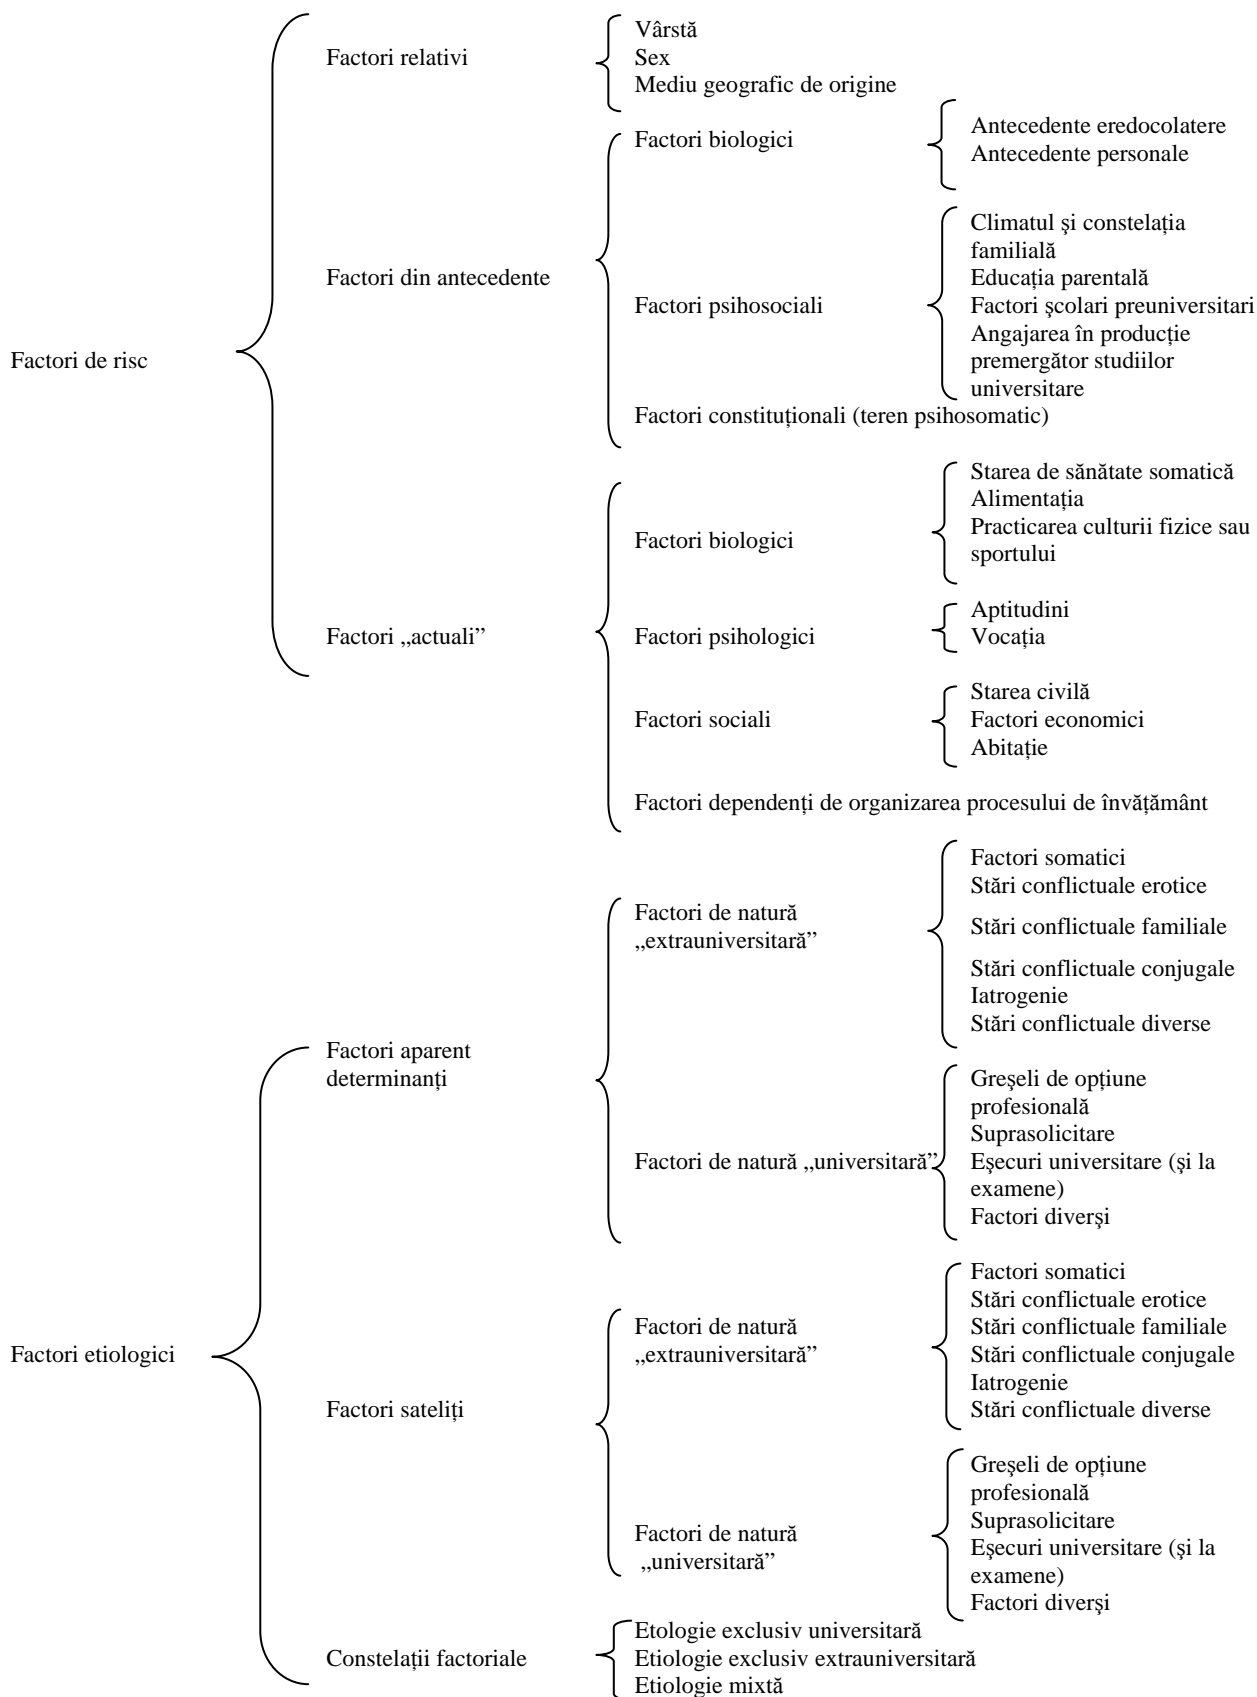 Factori de risc
Factori relativi
Vârstă
Sex
Mediu geografic de origine
Factori din antecedente
Factori biologici
Antecedente eredocolatere
Antecedente personale
Factori psihosociali
Climatul şi constelația
familială
Educația parentală
Factori şcolari preuniversitari
Angajarea în producție
premergător studiilor
universitare
Factori constituționali (teren psihosomatic)
Factori „actuali”
Factori biologici
Starea de sănătate somatică
Alimentația
Practicarea culturii fizice sau
sportului
Factori psihologici
Aptitudini
Vocația
Factori sociali
Starea civilă
Factori economici
Abitație
Factori dependenți de organizarea procesului de învățământ
Factori etiologici
Factori aparent
determinanți
Factori de natură
„extrauniversitară”
Factori somatici
Stări conflictuale erotice
Stări conflictuale familiale
Stări conflictuale conjugale
Iatrogenie
Stări conflictuale diverse
Factori de natură „universitară”
Greşeli de opțiune
profesională
Suprasolicitare
Eşecuri universitare (şi la
examene)
Factori diverşi
Factori sateliți
Factori de natură
„extrauniversitară”
Factori somatici
Stări conflictuale erotice
Stări conflictuale familiale
Stări conflictuale conjugale
Iatrogenie
Stări conflictuale diverse
Factori de natură
„universitară”
Greşeli de opțiune
profesională
Suprasolicitare
Eşecuri universitare (şi la
examene)
Factori diverşi
Constelații factoriale
Etologie exclusiv universitară
Etiologie exclusiv extrauniversitară
Etiologie mixtă